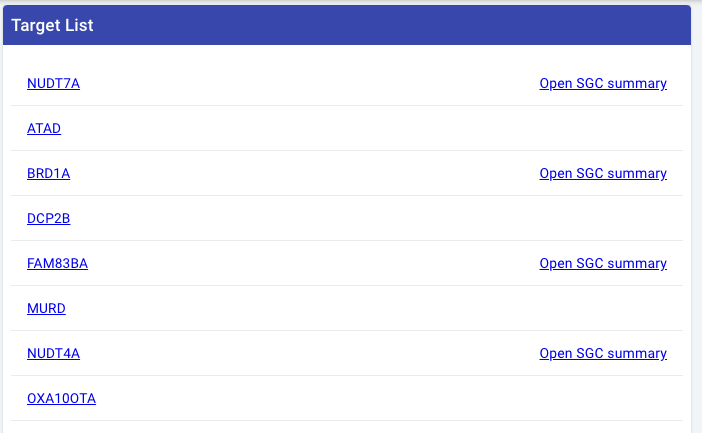 Target List
NUDT7A Open SGC summary
ATAD
BRD1A Open SGC summary
DCP2B
FAM83BA Open SGC summary
MURD
NUDT4A Open SGC summary
OXA10OTA